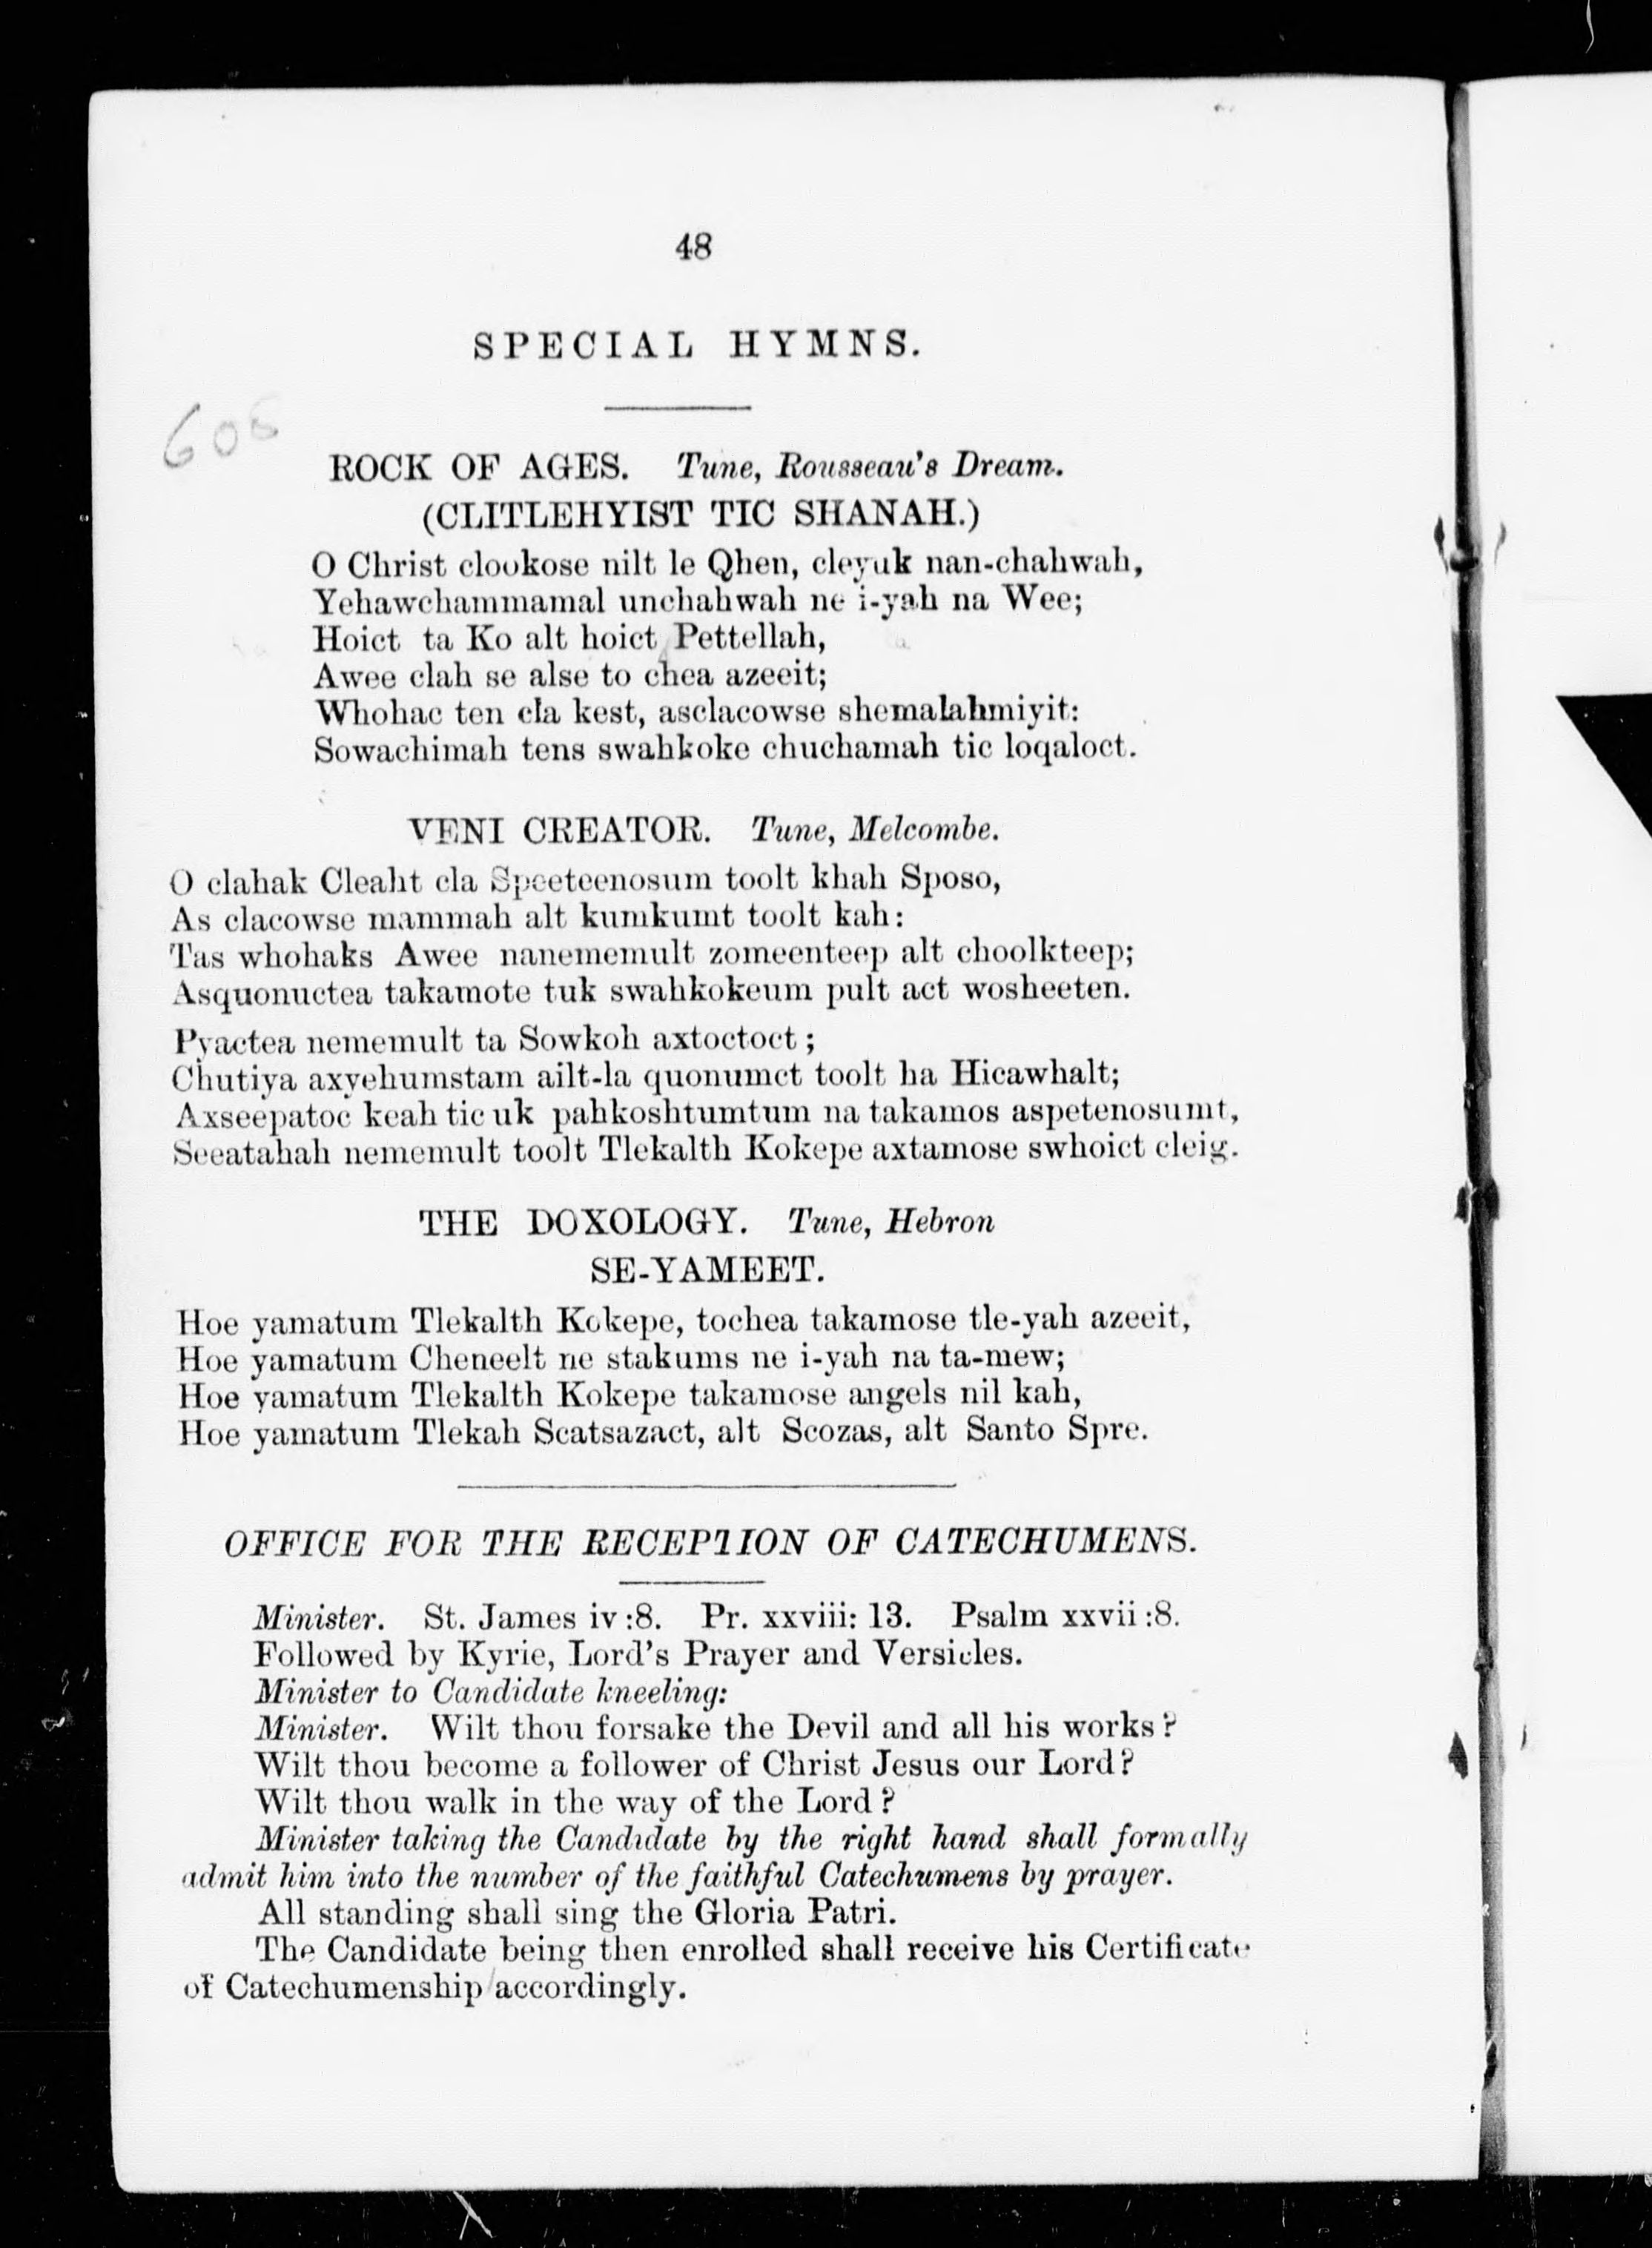 48
SPECIAL HYMNS.
606
ROCK OF AGES. Tune, Rousseau's Dream.
(CLITLEHYIST TIC SHANAH.)
O Christ clookose nilt le Qhen, cleyuk nan-chahwah,
Yehawchammamal unchahwah ne i-yah na Wee;
Hoict ta Ko alt hoict Pettellah,
Awee clah se alse to chea azeeit;
Whohac ten cla kest, asclacowse shemalahmiyit:
Sowachimah tens swahkoke chuchamah tic loqaloct.
VENI CREATOR. Tune, Melcombe.
O clahak Cleaht cla Speeteenosum toolt khah Sposo,
As clacowse mammah alt kumkumt toolt kah:
Tas whohaks Awee nanememult zomeenteep alt choolkteep;
Asquonuctea takamote tuk swahkokeum pult act wosheeten.
Pyactea nememult ta Sowkoh axtoctoct;
Chutiya axyehumstam ailt-la quonumct toolt ha Hicawhalt;
Axseepatoc keah tic uk pahkoshtumtum na takamos aspetenosumt,
Seeatahah nememult toolt Tlekalth Kokepe axtamose swhoict cleig.
THE DOXOLOGY. Tune, Hebron
SE-YAMEET.
Hoe yamatum Tlekalth Kokepe, tochea takamose tle-yah azeeit,
Hoe yamatum Cheneelt ne stakums ne i-yah na ta-mew;
Hoe yamatum Tlekalth Kokepe takamose angels nil kah,
Hoe yamatum Tlekah Scatsazact, alt Scozas, alt Santo Spre.
OFFICE FOR THE RECEPTION OF CATECHUMENS.
Minister. St. James iv:8. Pr. xxviii: 13. Psalm xxvii:8.
Followed by Kyrie, Lord's Prayer and Versicles.
Minister to Candidate kneeling:
Minister. Wilt thou forsake the Devil and all his works?
Wilt thou become a follower of Christ Jesus our Lord?
Wilt thou walk in the way of the Lord?
Minister taking the Candidate by the right hand shall formally
admit him into the number of the faithful Catechumens by prayer.
All standing shall sing the Gloria Patri.
The Candidate being then enrolled shall receive his Certificate
of Catechumenship accordingly.